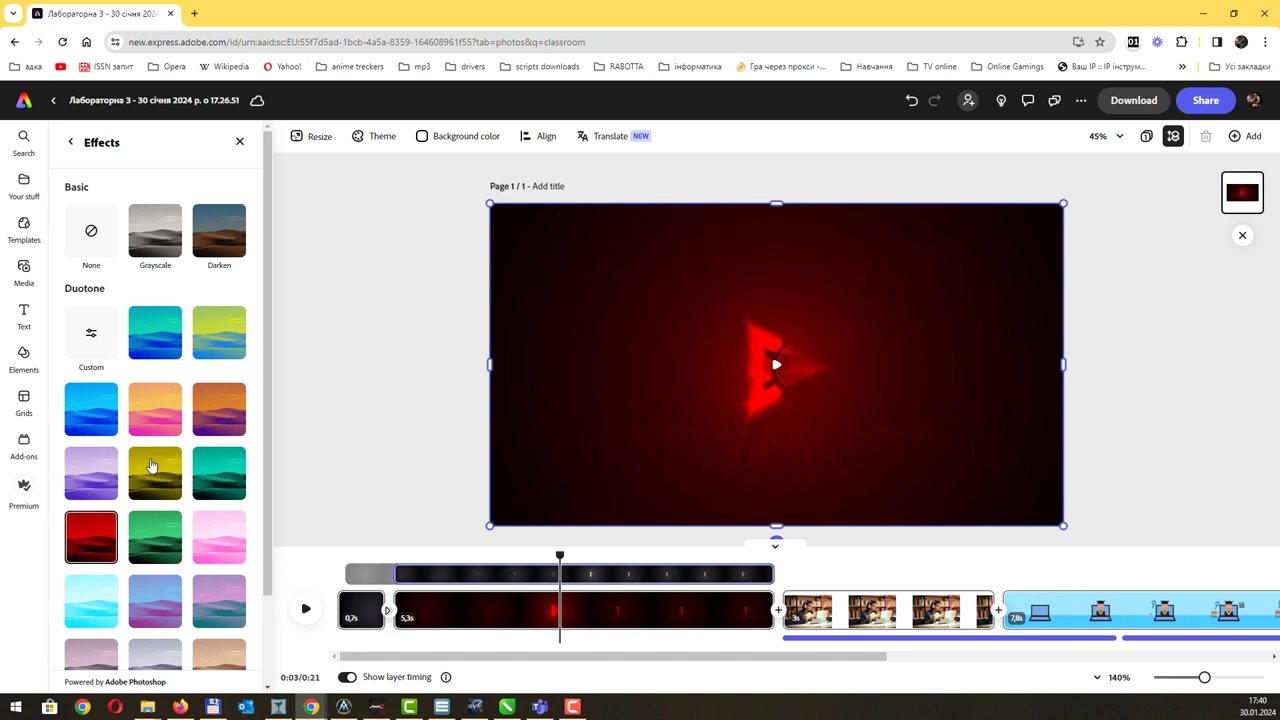 Лабораторна 3 - 30 січня 2024
new.express.adobe.com/id/urn:aaid:sc:EU:55f7d5ad-1bcb-4a5a-8359-164608961f55?tab=photos&q=classroom
адка
ISSN запит
Opera
Wikipedia
Yahoo!
anime treckers
mp3
drivers
scripts downloads
RABOTTA
інформатика
Гра через прокси -...
Навчання
TV online
Online Gamings
Ваш IP :: IP інструм...
»
Усі закладки
Лабораторна 3 - 30 січня 2024 р. о 17.26.51
Download
Share
Search
Your stuff
Templates
Media
Text
Elements
Grids
Add-ons
Premium
Effects
Basic
None
Grayscale
Darken
Duotone
Custom
Powered by Adobe Photoshop
Resize
Theme
Background color
Align
Translate
NEW
45%
Add
Page 1 / 1 - Add title
0,7s
5,3s
3s
7,8s
0:03/0:21
Show layer timing
140%
17:40
30.01.2024